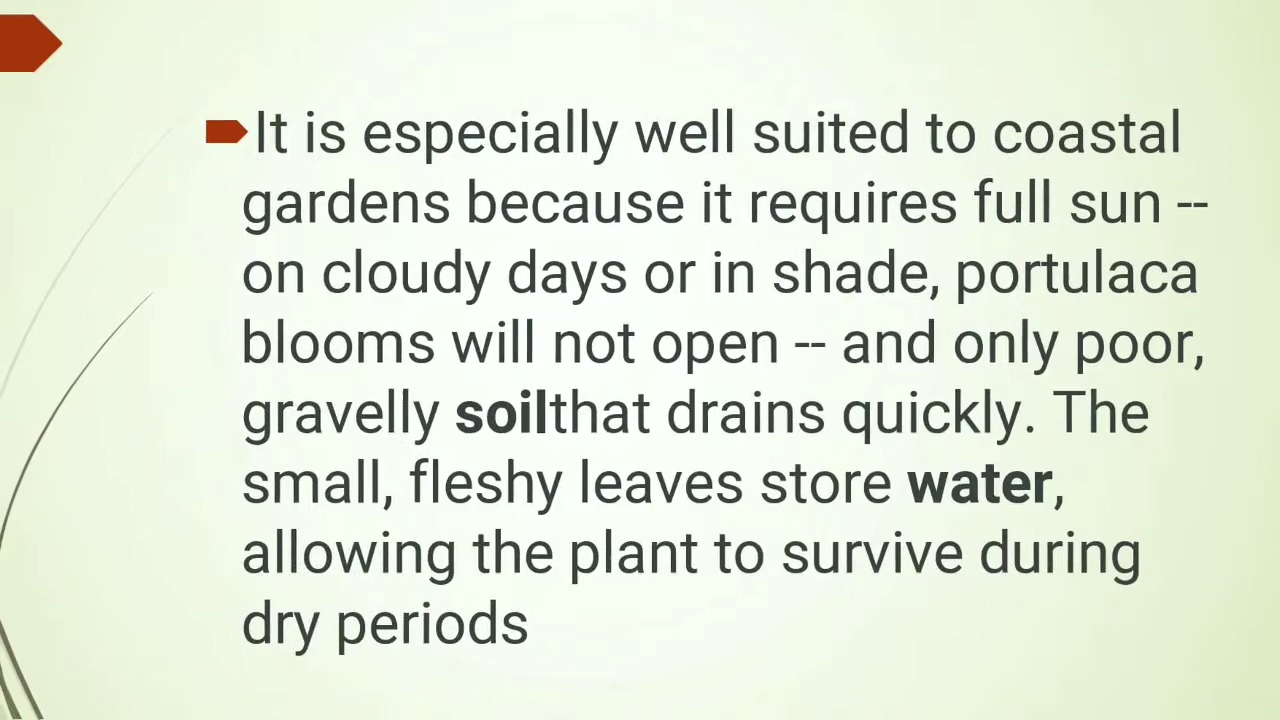 It is especially well suited to coastal
gardens because it requires full sun --
on cloudy days or in shade, portulaca
blooms will not open -- and only poor,
gravelly soilthat drains quickly. The
small, fleshy leaves store water,
allowing the plant to survive during
dry periods